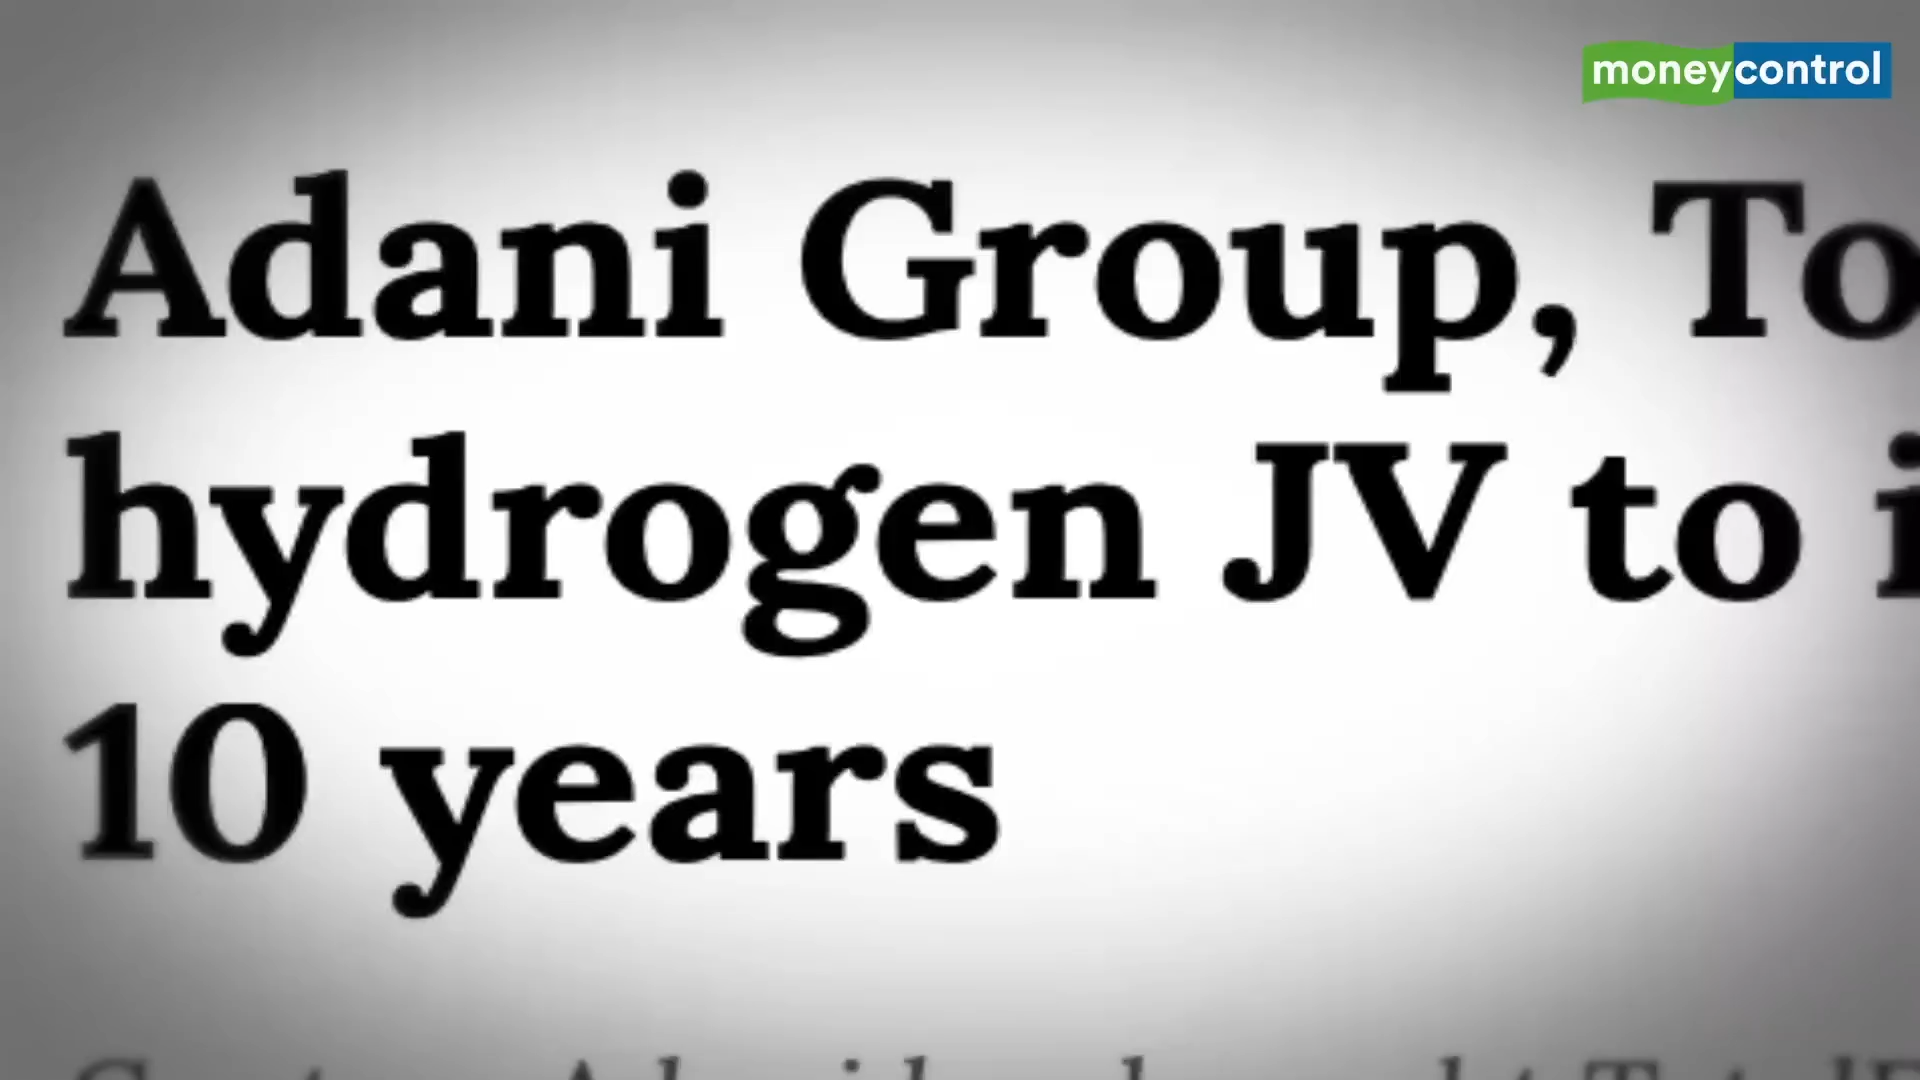 moneycontrol
Adani Group, To
hydrogen JV to i
10 years